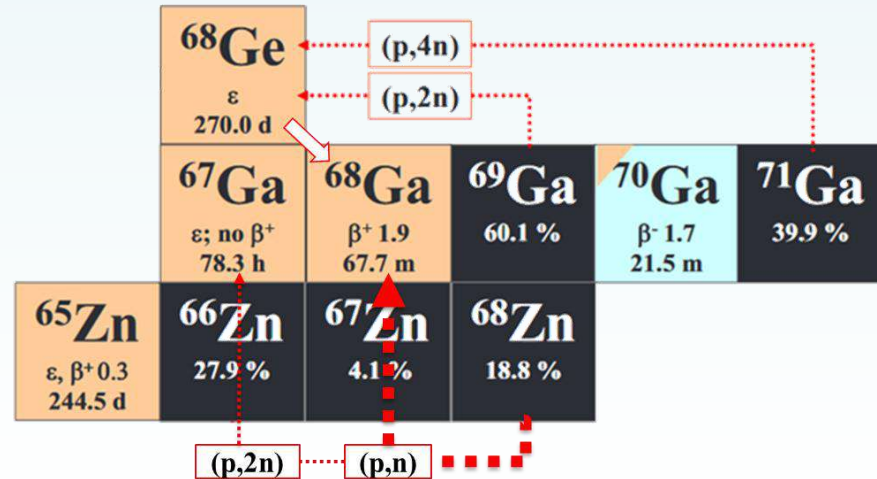 ⁶⁸Ge
ε
270.0 d
(p,4n)
(p,2n)
⁶⁷Ga
ε; no β⁺
78.3 h
⁶⁸Ga
β⁺ 1.9
67.7 m
⁶⁹Ga
60.1 %
⁷⁰Ga
β⁻ 1.7
21.5 m
⁷¹Ga
39.9 %
⁶⁵Zn
ε, β⁺ 0.3
244.5 d
⁶⁶Zn
27.9 %
⁶⁷Zn
4.1 %
⁶⁸Zn
18.8 %
(p,2n)
(p,n)